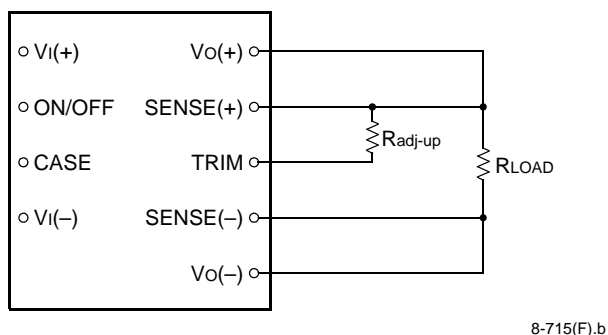 VI(+)
ON/OFF
CASE
VI(–)
VO(+)
SENSE(+)
TRIM
SENSE(–)
VO(–)
Radj-up
RLOAD
8-715(F).b